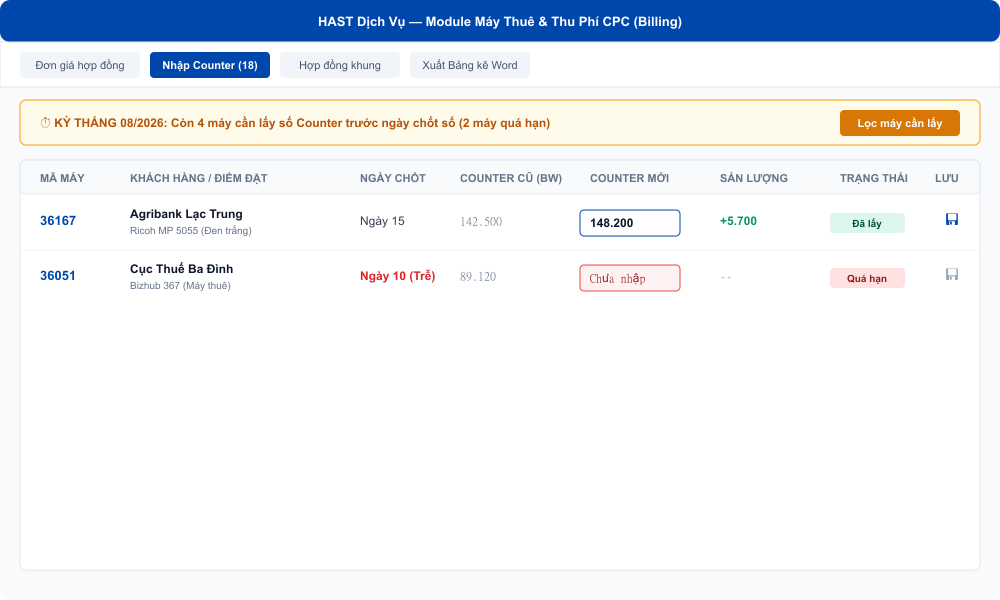 HAST Dịch Vụ — Module Máy Thuê & Thu Phí CPC (Billing)
Đơn giá hợp đồng Nhập Counter (18) Hợp đồng khung Xuất Bảng kê Word
⏱ KỲ THÁNG 08/2026: Còn 4 máy cần lấy số Counter trước ngày chốt số (2 máy quá hạn) Lọc máy cần lấy
MÃ MÁY KHÁCH HÀNG / ĐIỂM ĐẶT NGÀY CHỐT COUNTER CŨ (BW) COUNTER MỚI SẢN LƯỢNG TRẠNG THÁI LƯU
36167 Agribank Lạc Trung Ngày 15 142.500 148.200 +5.700 Đã lấy
Ricoh MP 5055 (Đen trắng)
36051 Cục Thuế Ba Đình Ngày 10 (Trễ) 89.120 Chưa nhập -- Quá hạn
Bizhub 367 (Máy thuê)